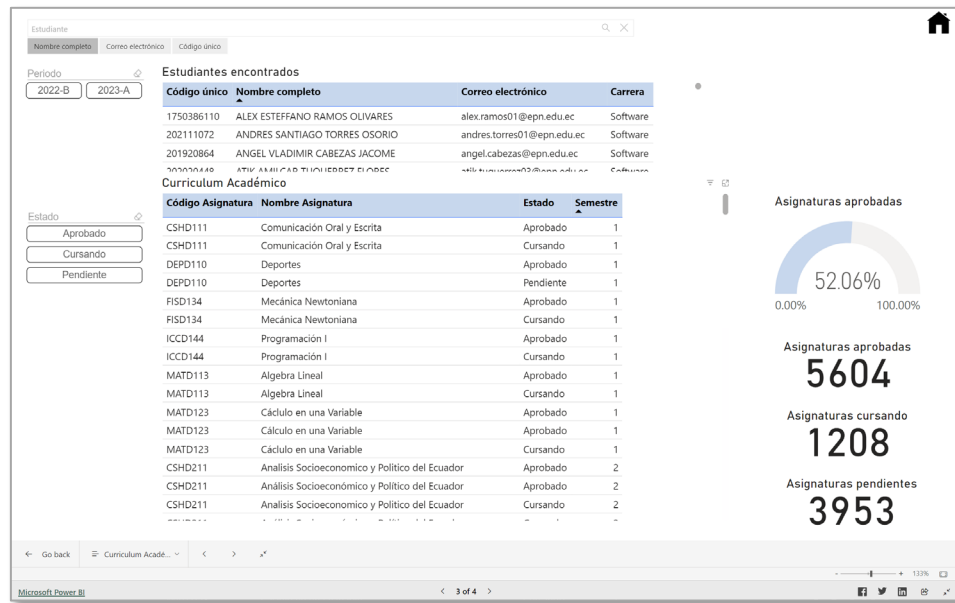 Estudiante
Nombre completo Correo electrónico Código único
Periodo
2022-B 2023-A
Estudiantes encontrados
Código único Nombre completo Correo electrónico Carrera
1750386110 ALEX ESTEFFANO RAMOS OLIVARES alex.ramos01@epn.edu.ec Software
202111072 ANDRES SANTIAGO TORRES OSORIO andres.torres01@epn.edu.ec Software
201920864 ANGEL VLADIMIR CABEZAS JACOME angel.cabezas@epn.edu.ec Software
Curriculum Académico
Código Asignatura Nombre Asignatura Estado Semestre
CSHD111 Comunicación Oral y Escrita Aprobado 1
CSHD111 Comunicación Oral y Escrita Cursando 1
DEPD110 Deportes Aprobado 1
DEPD110 Deportes Pendiente 1
FISD134 Mecánica Newtoniana Aprobado 1
FISD134 Mecánica Newtoniana Cursando 1
ICCD144 Programación I Aprobado 1
ICCD144 Programación I Cursando 1
MATD113 Algebra Lineal Aprobado 1
MATD113 Algebra Lineal Cursando 1
MATD123 Cáclulo en una Variable Aprobado 1
MATD123 Cálculo en una Variable Aprobado 1
MATD123 Cáclulo en una Variable Cursando 1
CSHD211 Analisis Socioeconomico y Politico del Ecuador Aprobado 2
CSHD211 Análisis Socioeconómico y Político del Ecuador Aprobado 2
CSHD211 Analisis Socioeconomico y Politico del Ecuador Cursando 2
Estado
Aprobado
Cursando
Pendiente
Asignaturas aprobadas
52.06%
0.00% 100.00%
Asignaturas aprobadas
5604
Asignaturas cursando
1208
Asignaturas pendientes
3953
Go back Curriculum Acadé...
133%
Microsoft Power BI
3 of 4